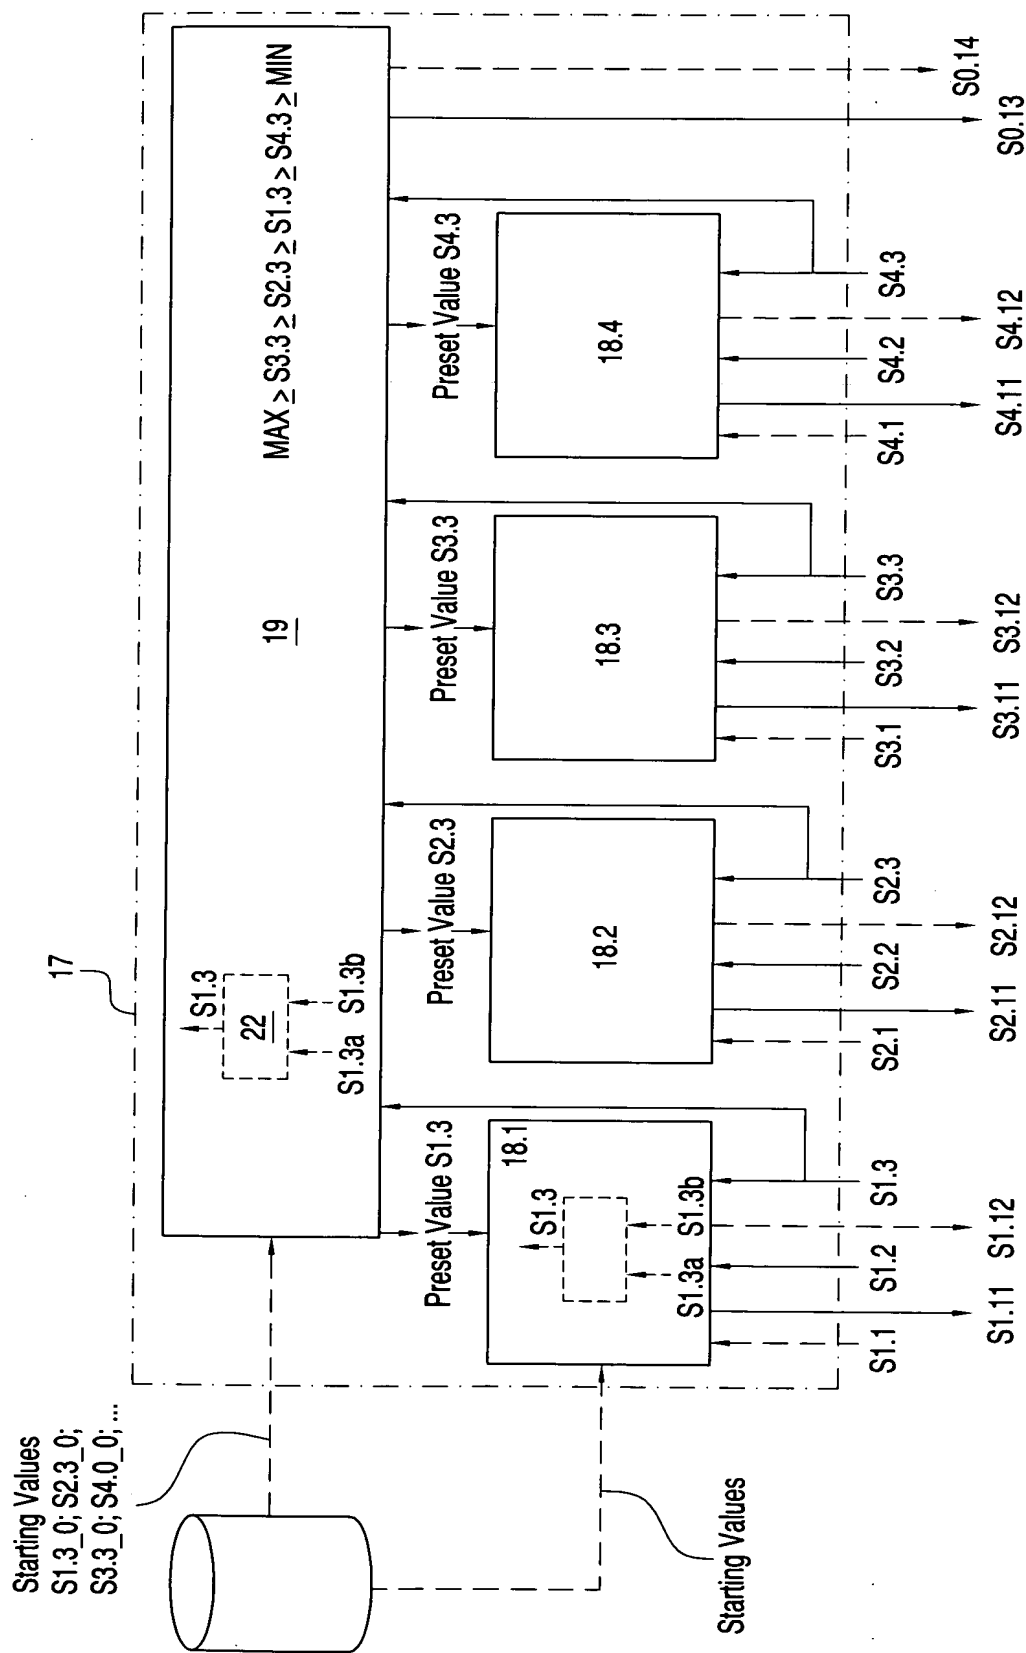 Starting Values
S1.3_0; S2.3_0;
S3.3_0; S4.0_0; ...
17
19
MAX ≥ S3.3 ≥ S2.3 ≥ S1.3 ≥ S4.3 ≥ MIN
S1.3
22
S1.3a
S1.3b
Preset Value S1.3
Preset Value S2.3
Preset Value S3.3
Preset Value S4.3
18.1
S1.3
S1.3a
S1.3b
18.2
18.3
18.4
Starting Values
S1.1
S1.2
S1.3
S2.1
S2.2
S2.3
S3.1
S3.2
S3.3
S4.1
S4.2
S4.3
S1.11
S1.12
S2.11
S2.12
S3.11
S3.12
S4.11
S4.12
S0.13
S0.14